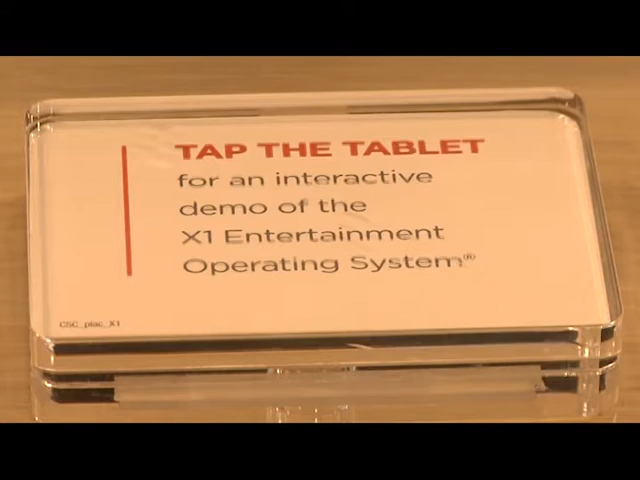 TAP THE TABLET
for an interactive
demo of the
X1 Entertainment
Operating System®
CSC_plac_X1